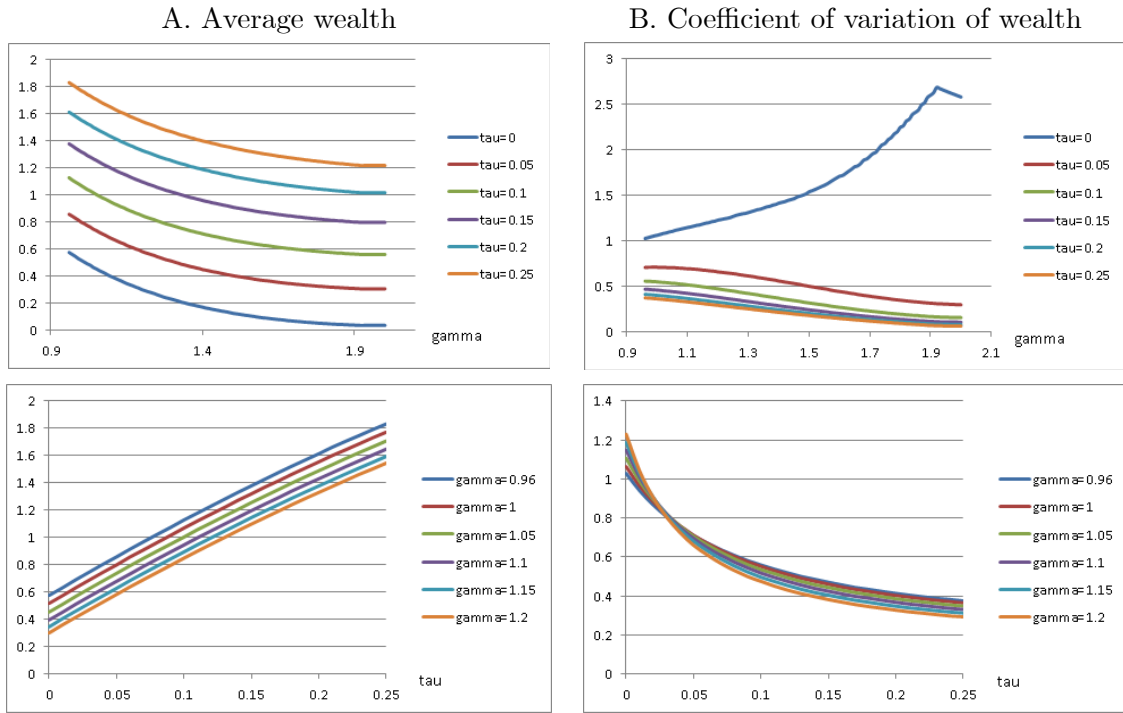 A. Average wealth
B. Coefficient of variation of wealth
2
1.8
1.6
1.4
1.2
1
0.8
0.6
0.4
0.2
0
0.9
1.4
1.9
gamma
tau=0
tau=0.05
tau=0.1
tau=0.15
tau=0.2
tau=0.25
3
2.5
2
1.5
1
0.5
0
0.9
1.1
1.3
1.5
1.7
1.9
2.1
gamma
tau=0
tau=0.05
tau=0.1
tau=0.15
tau=0.2
tau=0.25
2
1.8
1.6
1.4
1.2
1
0.8
0.6
0.4
0.2
0
0
0.05
0.1
0.15
0.2
0.25
tau
gamma=0.96
gamma=1
gamma=1.05
gamma=1.1
gamma=1.15
gamma=1.2
1.4
1.2
1
0.8
0.6
0.4
0.2
0
0
0.05
0.1
0.15
0.2
0.25
tau
gamma=0.96
gamma=1
gamma=1.05
gamma=1.1
gamma=1.15
gamma=1.2